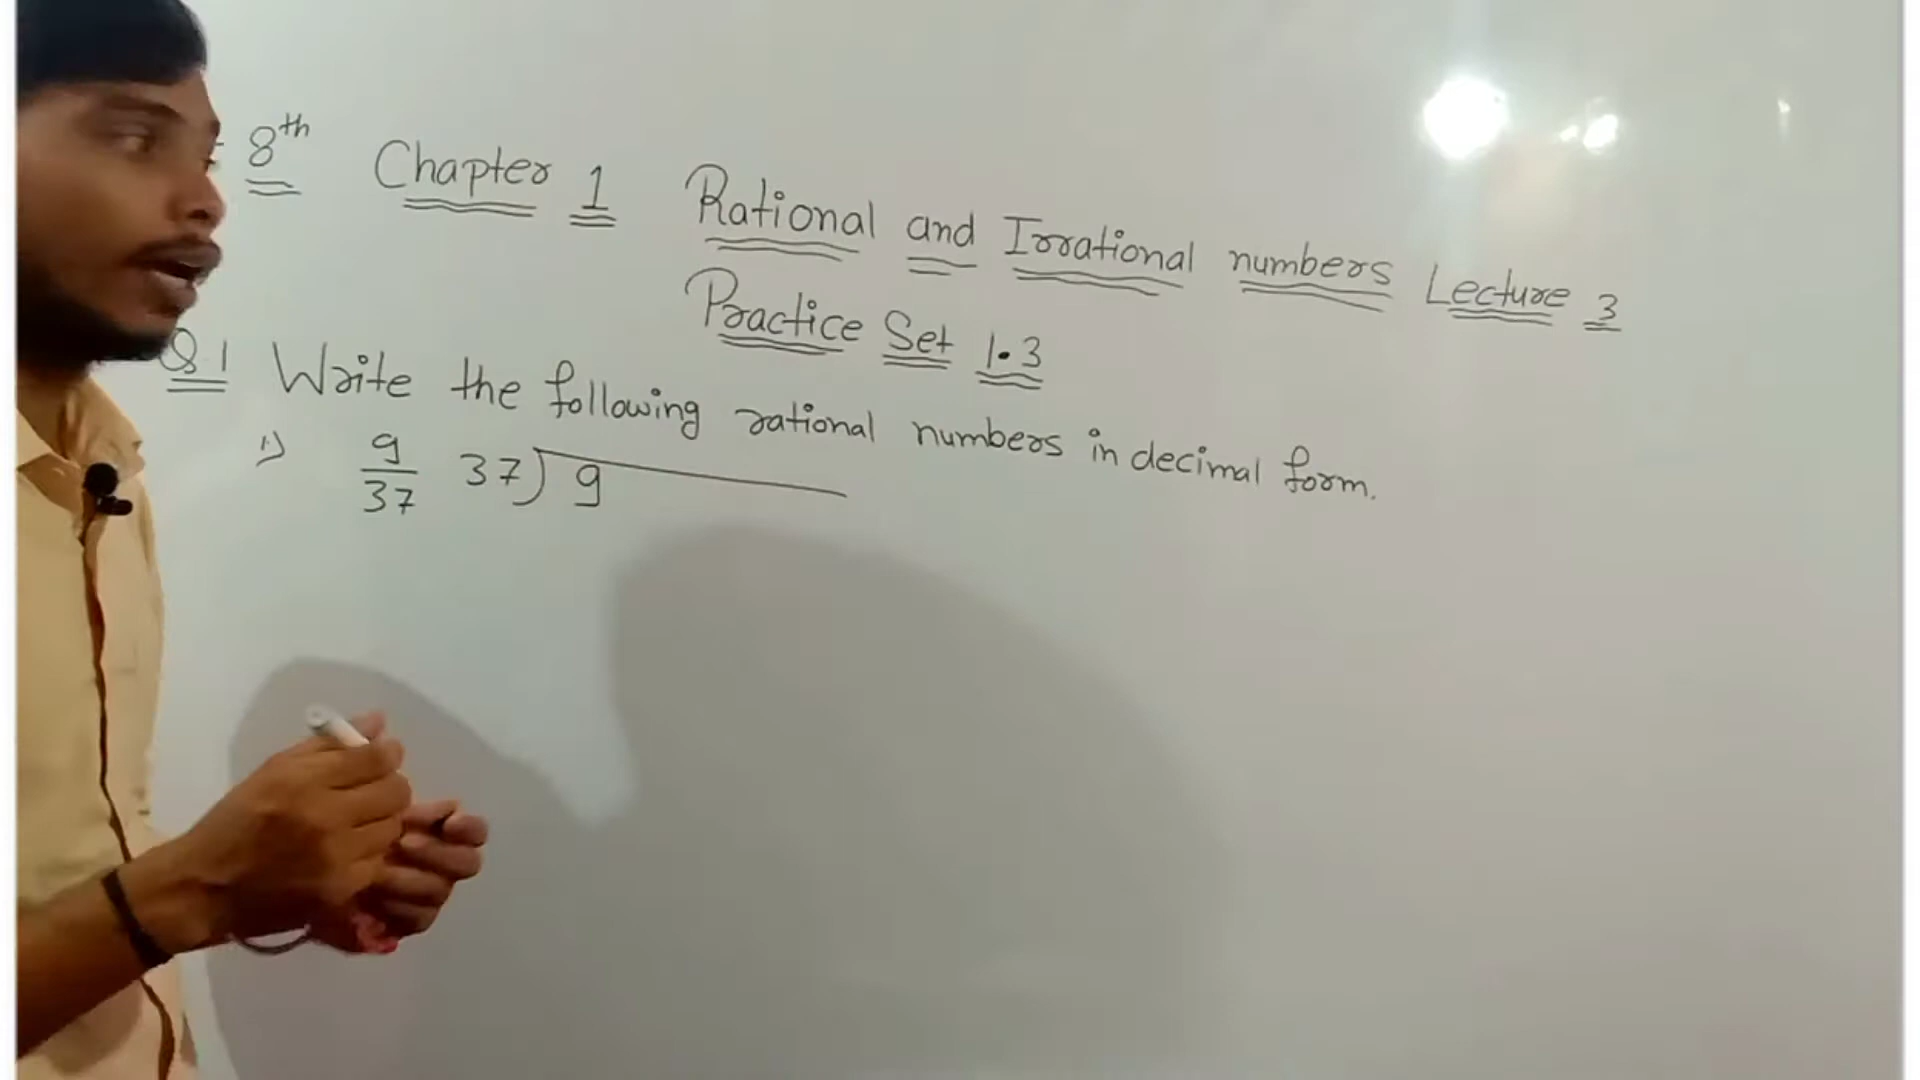 8th Chapter 1 Rational and Irrational numbers Lecture 3
Practice Set 1.3
Q1 Write the following rational numbers in decimal form.
1) 9/37 37) 9